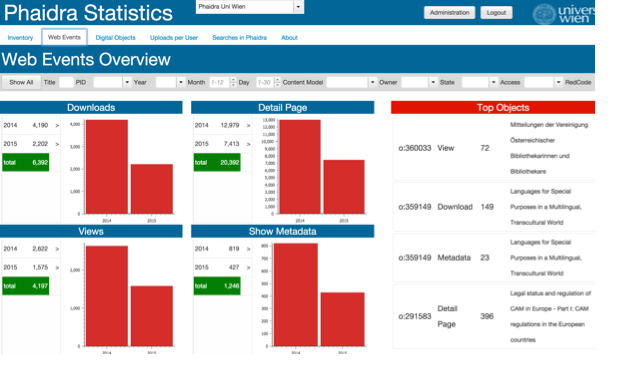 Phaidra Statistics
Phaidra Uni Wien
Administration
Logout
univers
wien
Inventory
Web Events
Digital Objects
Uploads per User
Searches in Phaidra
About
Web Events Overview
Show All Title PID Year Month 1-12 Day 1-30 Content Model Owner State Access RedCode
Downloads
2014 4,190 >
2015 2,202 >
total 6,392
4,000
3,000
2,000
1,000
0
2014 2015
Detail Page
2014 12,979 >
2015 7,413 >
total 20,392
13,000
12,000
11,000
10,000
9,000
8,000
7,000
6,000
5,000
4,000
3,000
2,000
1,000
0
2014 2015
Top Objects
o:360033 View 72
Mitteilungen der Vereinigung
Österreichischer
Bibliothekarinnen und
Bibliothekare
o:359149 Download 149
Languages for Special
Purposes in a Multilingual,
Transcultural World
o:359149 Metadata 23
Languages for Special
Purposes in a Multilingual,
Transcultural World
o:291583 Detail Page 396
Legal status and regulation of
CAM in Europe - Part I: CAM
regulations in the European
countries
Views
2014 2,622 >
2015 1,575 >
total 4,197
2,000
1,000
0
2014 2015
Show Metadata
2014 819 >
2015 427 >
total 1,246
800
700
600
500
400
300
200
100
0
2014 2015